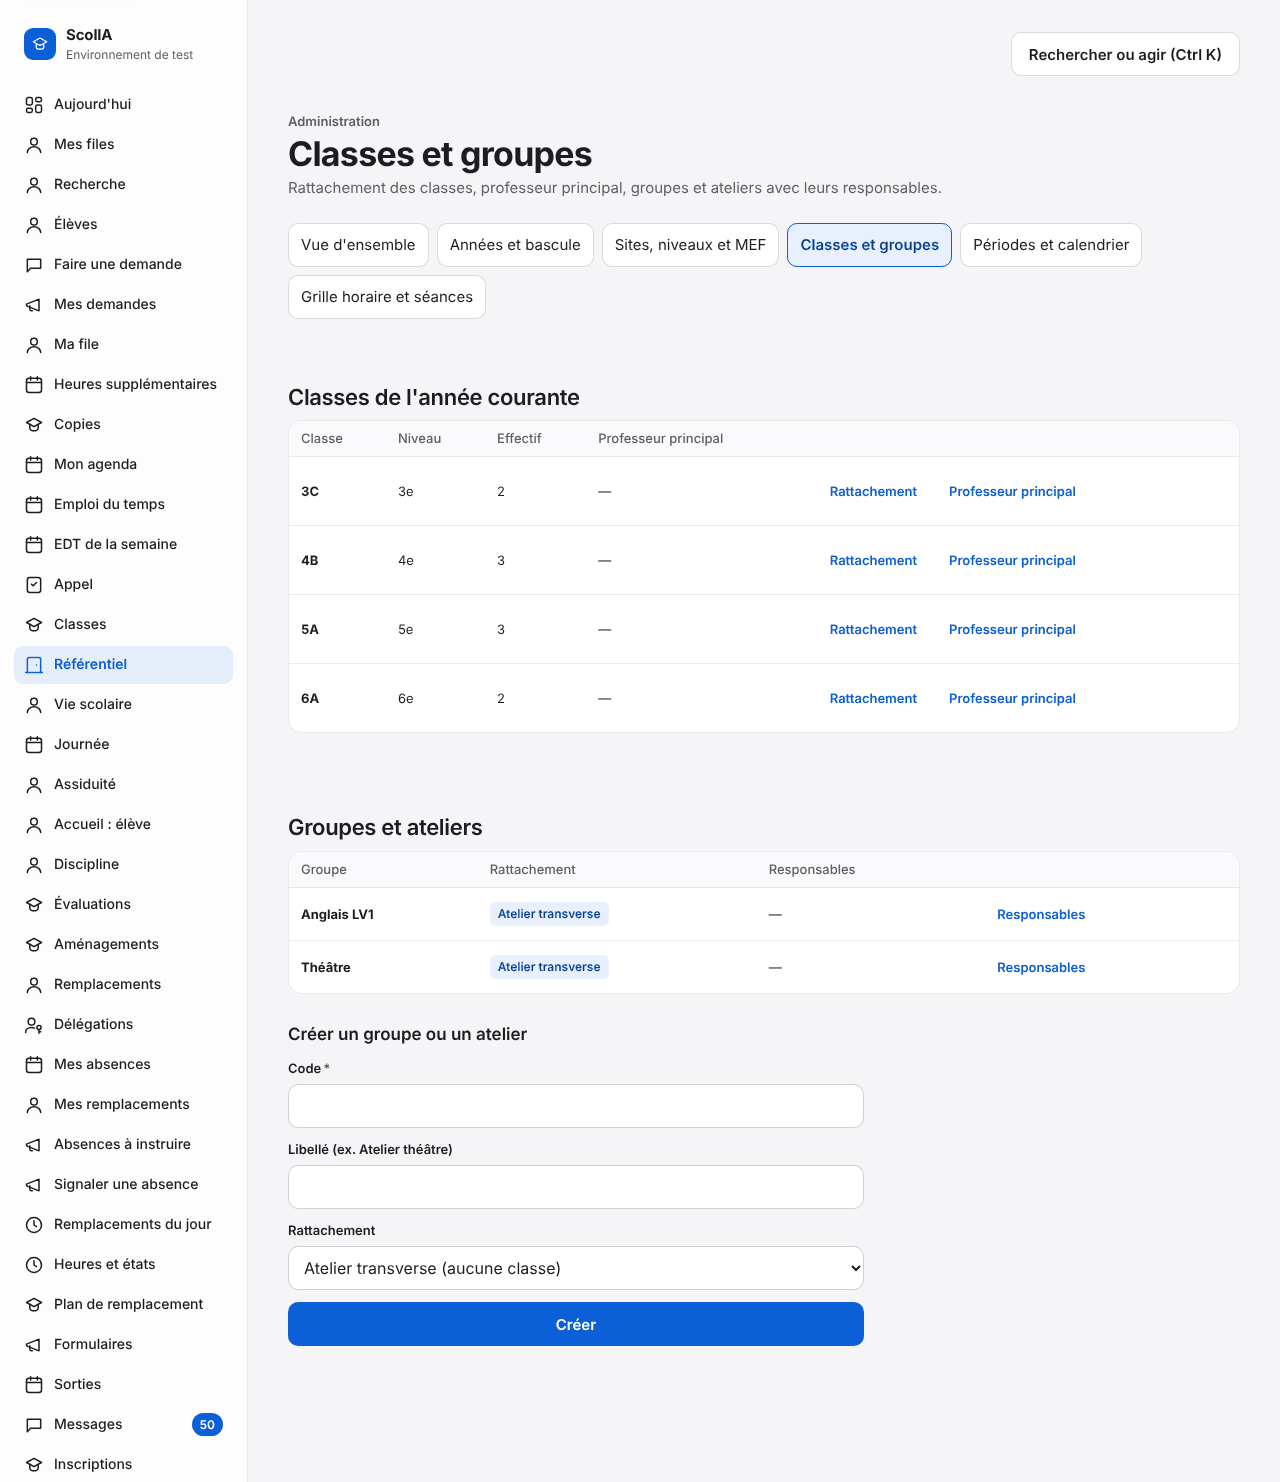 ScolIA
Environnement de test
Aujourd'hui
Mes files
Recherche
Élèves
Faire une demande
Mes demandes
Ma file
Heures supplémentaires
Copies
Mon agenda
Emploi du temps
EDT de la semaine
Appel
Classes
Référentiel
Vie scolaire
Journée
Assiduité
Accueil : élève
Discipline
Évaluations
Aménagements
Remplacements
Délégations
Mes absences
Mes remplacements
Absences à instruire
Signaler une absence
Remplacements du jour
Heures et états
Plan de remplacement
Formulaires
Sorties
Messages 50
Inscriptions
Rechercher ou agir (Ctrl K)
Administration
Classes et groupes
Rattachement des classes, professeur principal, groupes et ateliers avec leurs responsables.
Vue d'ensemble Années et bascule Sites, niveaux et MEF Classes et groupes Périodes et calendrier
Grille horaire et séances
Classes de l'année courante
Classe Niveau Effectif Professeur principal
3C 3e 2 — Rattachement Professeur principal
4B 4e 3 — Rattachement Professeur principal
5A 5e 3 — Rattachement Professeur principal
6A 6e 2 — Rattachement Professeur principal
Groupes et ateliers
Groupe Rattachement Responsables
Anglais LV1 Atelier transverse — Responsables
Théâtre Atelier transverse — Responsables
Créer un groupe ou un atelier
Code *
Libellé (ex. Atelier théâtre)
Rattachement
Atelier transverse (aucune classe)
Créer